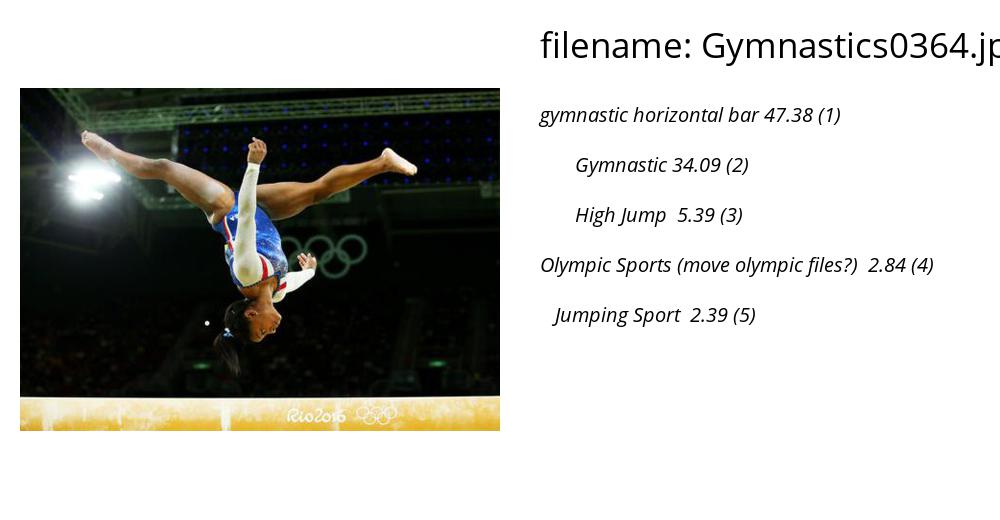 filename: Gymnastics0364.jp
gymnastic horizontal bar 47.38 (1)
Gymnastic 34.09 (2)
High Jump 5.39 (3)
Olympic Sports (move olympic files?) 2.84 (4)
Jumping Sport 2.39 (5)
Rio2016